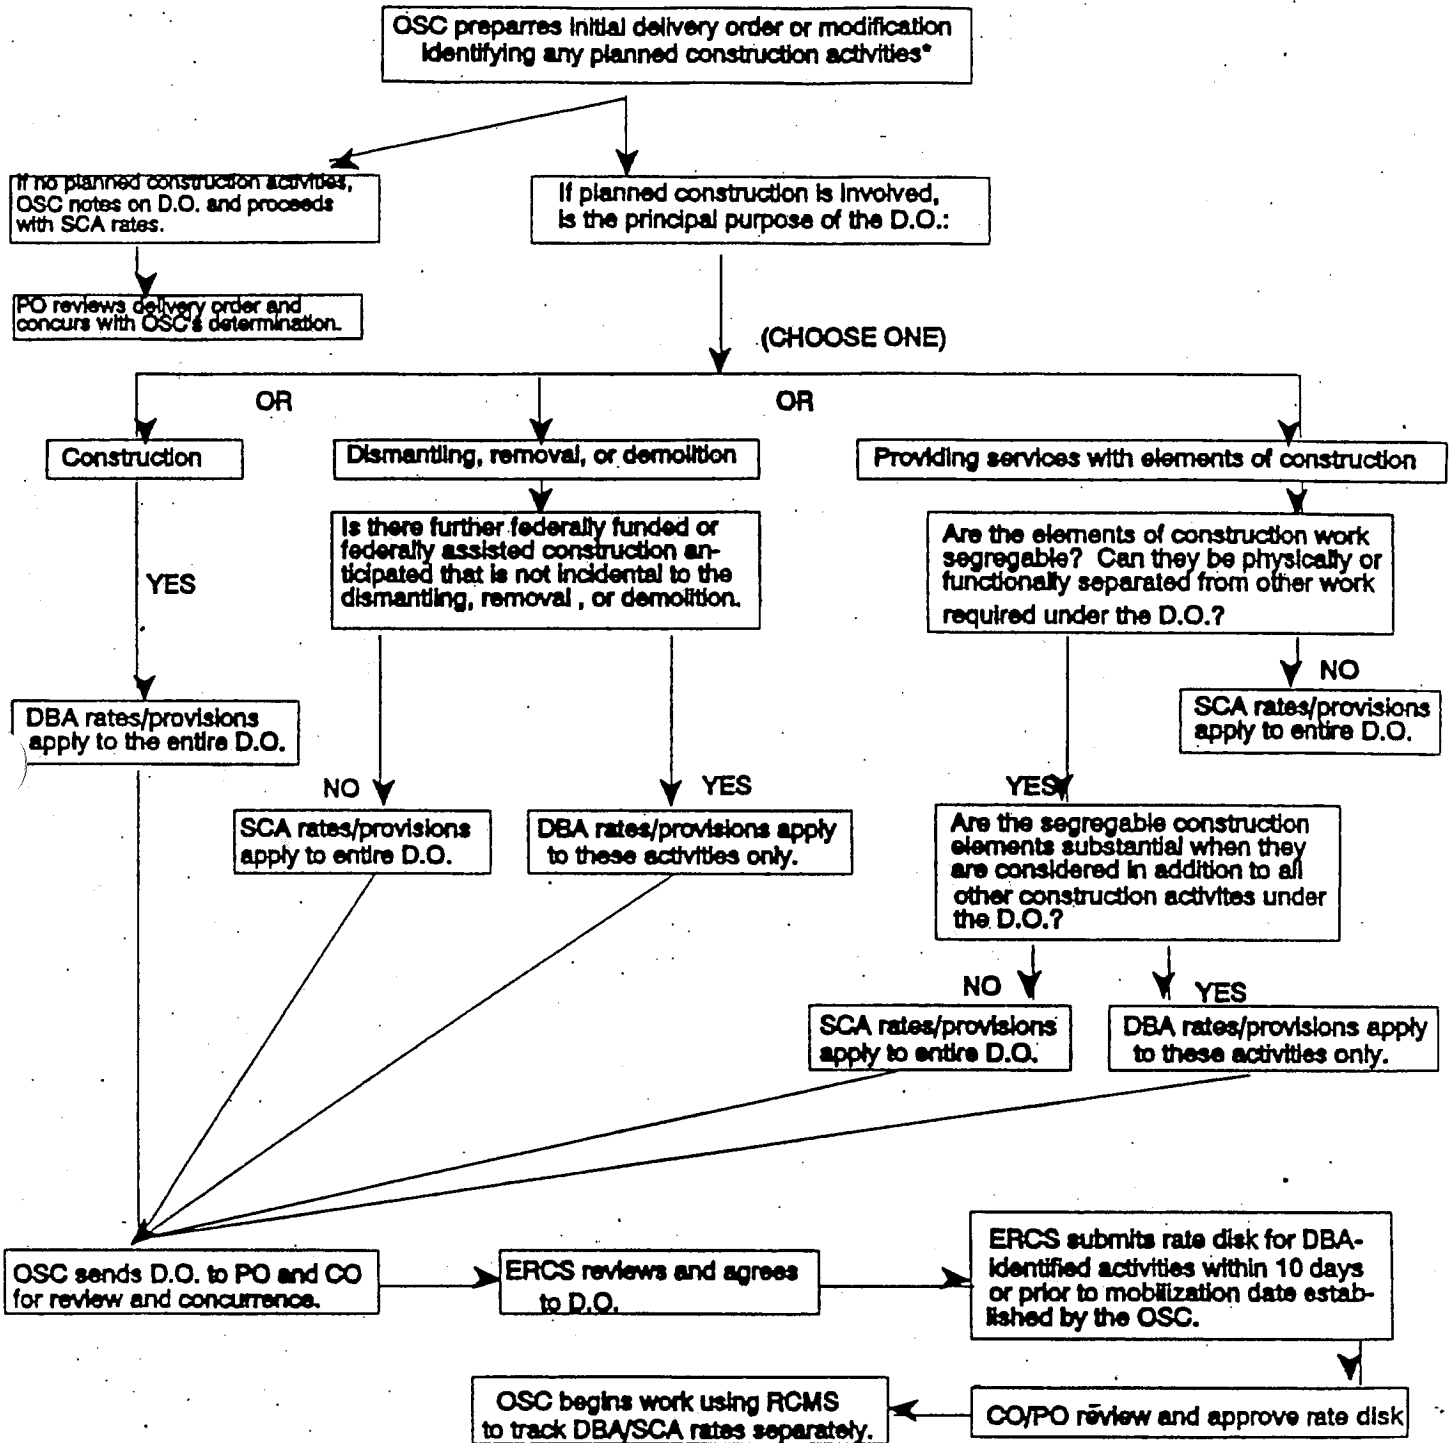 OSC preparres initial delivery order or modification
identifying any planned construction activities*
If no planned construction activities,
OSC notes on D.O. and proceeds
with SCA rates.
If planned construction is involved,
is the principal purpose of the D.O.:
PO reviews delivery order and
concurs with OSC's determination.
(CHOOSE ONE)
OR
OR
Construction
Dismantling, removal, or demolition
Providing services with elements of construction
Is there further federally funded or
federally assisted construction an-
ticipated that is not incidental to the
dismantling, removal , or demolition.
Are the elements of construction work
segregable? Can they be physically or
functionally separated from other work
required under the D.O.?
YES
NO
DBA rates/provisions
apply to the entire D.O.
SCA rates/provisions
apply to entire D.O.
NO
YES
YES
SCA rates/provisions
apply to entire D.O.
DBA rates/provisions apply
to these activities only.
Are the segregable construction
elements substantial when they
are considered in addition to all
other construction activites under
the D.O.?
NO
YES
SCA rates/provisions
apply to entire D.O.
DBA rates/provisions apply
to these activities only.
OSC sends D.O. to PO and CO
for review and concurrence.
ERCS reviews and agrees
to D.O.
ERCS submits rate disk for DBA-
identified activities within 10 days
or prior to mobilization date estab-
lished by the OSC.
OSC begins work using RCMS
to track DBA/SCA rates separately.
CO/PO review and approve rate disk